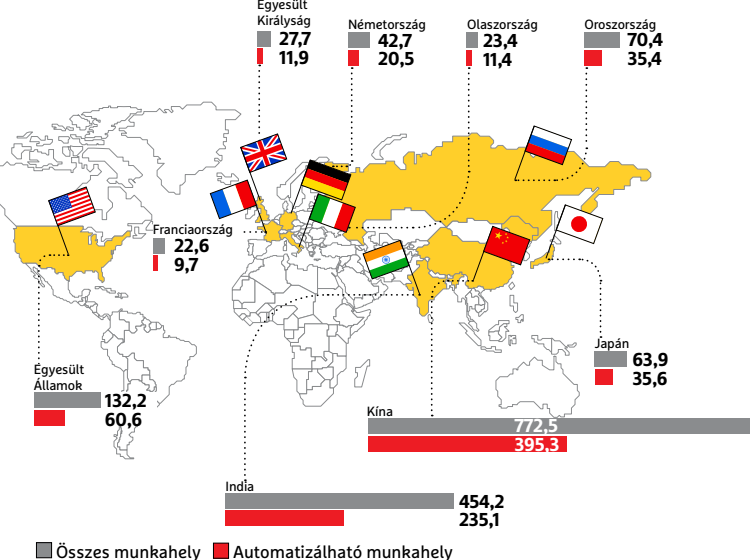 Egyesült
Királyság
27,7
11,9
Németország
42,7
20,5
Olaszország
23,4
11,4
Oroszország
70,4
35,4
Franciaország
22,6
9,7
Egyesült
Államok
132,2
60,6
Japán
63,9
35,6
Kína
772,5
395,3
India
454,2
235,1
Összes munkahely
Automatizálható munkahely